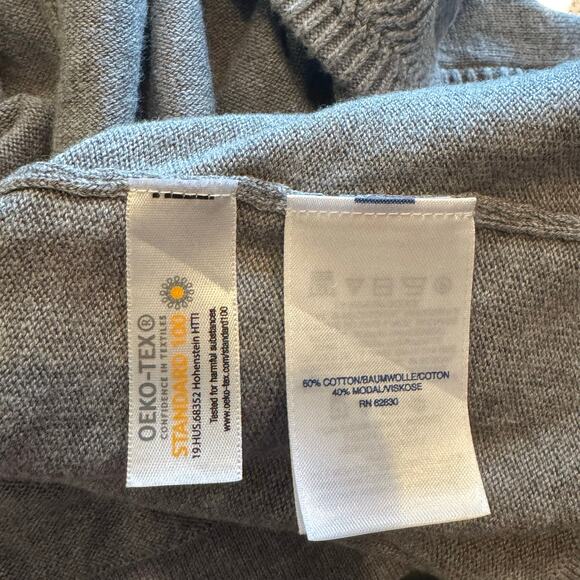 OEKO-TEX®
CONFIDENCE IN TEXTILES
STANDARD 100
19.HUS.68352 Hohenstein HTTI
Tested for harmful substances.
www.oeko-tex.com/standard100
60% COTTON/BAUMWOLLE/COTON
40% MODAL/VISKOSE
RN 62830